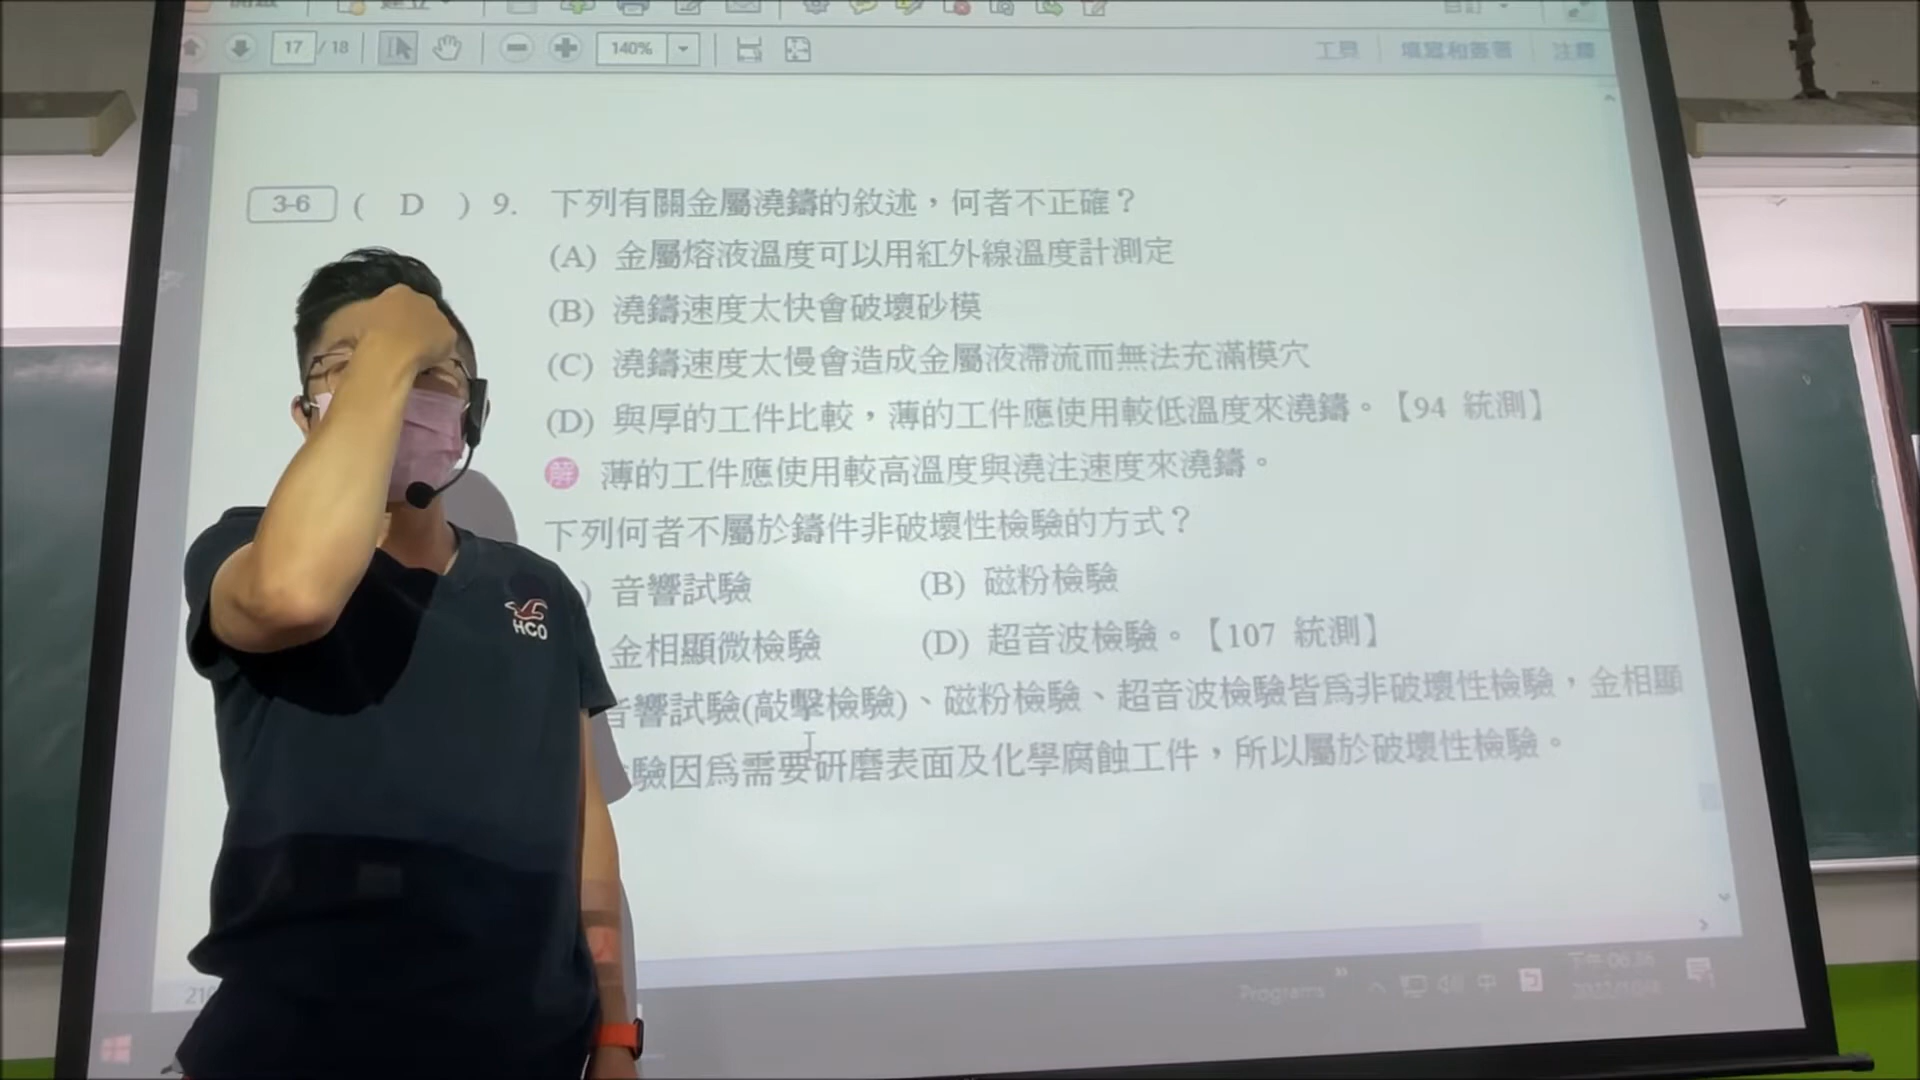 17 / 18
140%
工具
填寫和簽署
注釋
3-6 ( D ) 9. 下列有關金屬澆鑄的敘述，何者不正確？
(A) 金屬熔液溫度可以用紅外線溫度計測定
(B) 澆鑄速度太快會破壞砂模
(C) 澆鑄速度太慢會造成金屬液滯流而無法充滿模穴
(D) 與厚的工件比較，薄的工件應使用較低溫度來澆鑄。【94 統測】
解 薄的工件應使用較高溫度與澆注速度來澆鑄。
下列何者不屬於鑄件非破壞性檢驗的方式？
) 音響試驗 (B) 磁粉檢驗
金相顯微檢驗 (D) 超音波檢驗。【107 統測】
音響試驗(敲擊檢驗)、磁粉檢驗、超音波檢驗皆為非破壞性檢驗，金相顯
驗因為需要研磨表面及化學腐蝕工件，所以屬於破壞性檢驗。
HCO
Programs
中